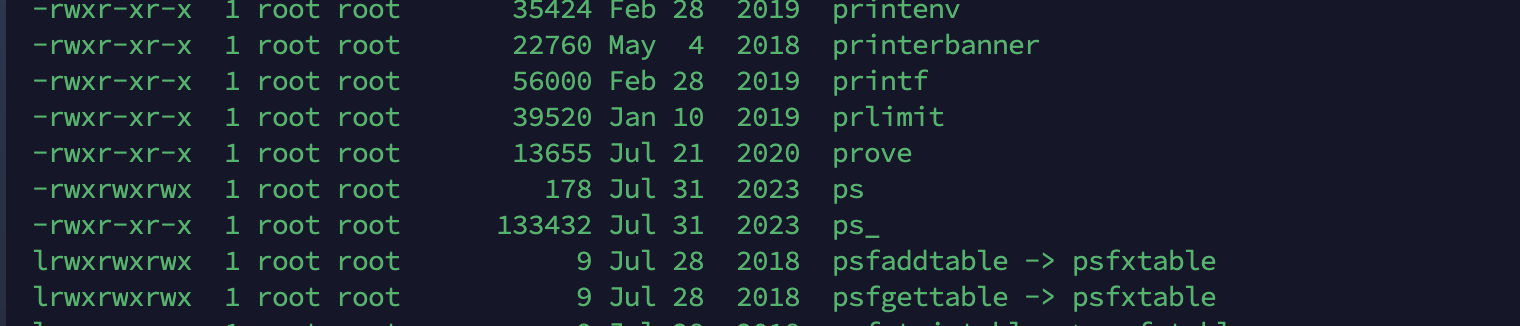 -rwxr-xr-x  1 root root       35424 Feb 28  2019  printenv
-rwxr-xr-x  1 root root       22760 May  4  2018  printerbanner
-rwxr-xr-x  1 root root       56000 Feb 28  2019  printf
-rwxr-xr-x  1 root root       39520 Jan 10  2019  prlimit
-rwxr-xr-x  1 root root       13655 Jul 21  2020  prove
-rwxrwxrwx  1 root root         178 Jul 31  2023  ps
-rwxr-xr-x  1 root root      133432 Jul 31  2023  ps_
lrwxrwxrwx  1 root root           9 Jul 28  2018  psfaddtable -> psfxtable
lrwxrwxrwx  1 root root           9 Jul 28  2018  psfgettable -> psfxtable